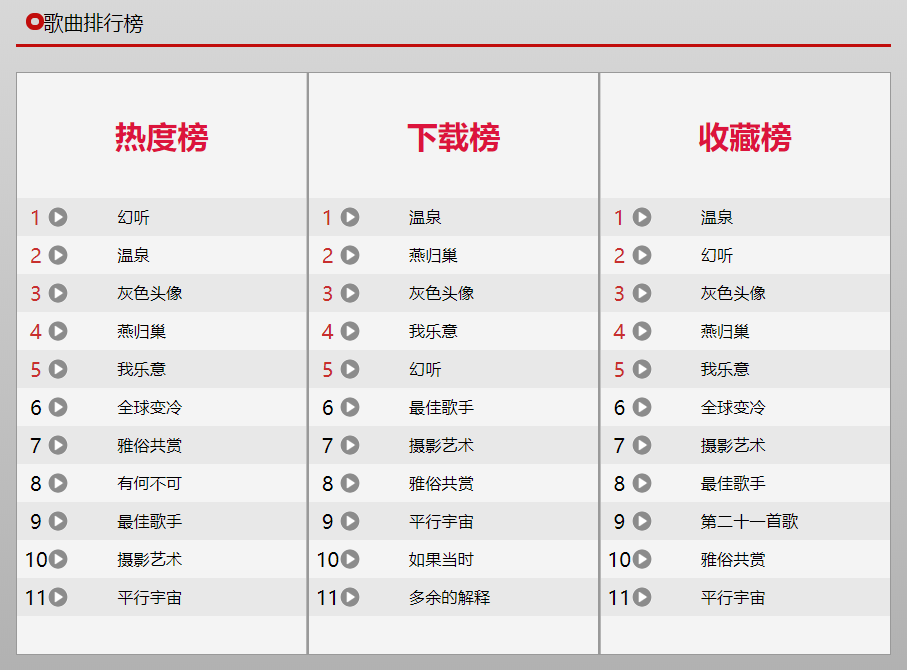 歌曲排行榜
热度榜
1 幻听
2 温泉
3 灰色头像
4 燕归巢
5 我乐意
6 全球变冷
7 雅俗共赏
8 有何不可
9 最佳歌手
10 摄影艺术
11 平行宇宙
下载榜
1 温泉
2 燕归巢
3 灰色头像
4 我乐意
5 幻听
6 最佳歌手
7 摄影艺术
8 雅俗共赏
9 平行宇宙
10 如果当时
11 多余的解释
收藏榜
1 温泉
2 幻听
3 灰色头像
4 燕归巢
5 我乐意
6 全球变冷
7 摄影艺术
8 最佳歌手
9 第二十一首歌
10 雅俗共赏
11 平行宇宙